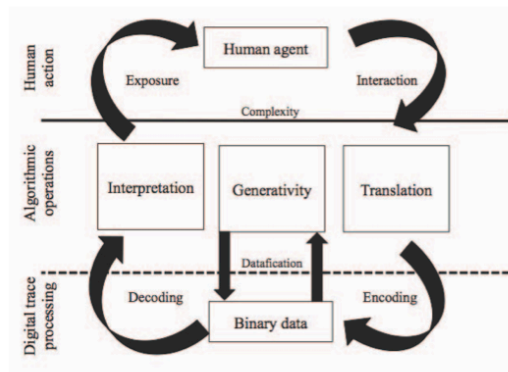 Human
action
Human agent
Exposure
Interaction
Complexity
Algorithmic
operations
Interpretation
Generativity
Translation
Datafication
Digital trace
processing
Decoding
Encoding
Binary data